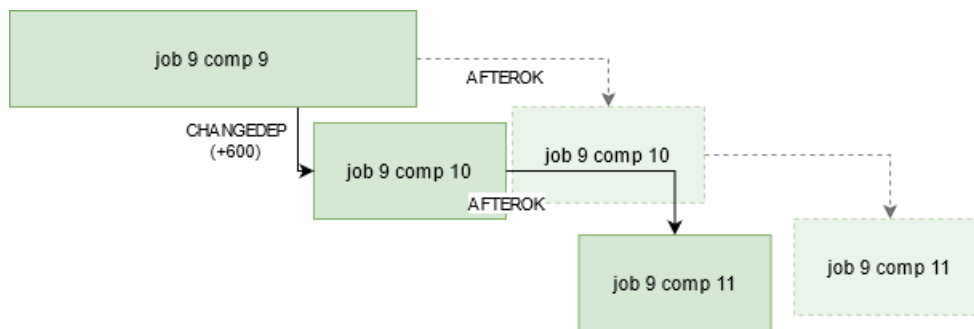 job 9 comp 9
AFTEROK
CHANGEDEP
(+600)
job 9 comp 10
job 9 comp 10
AFTEROK
job 9 comp 11
job 9 comp 11